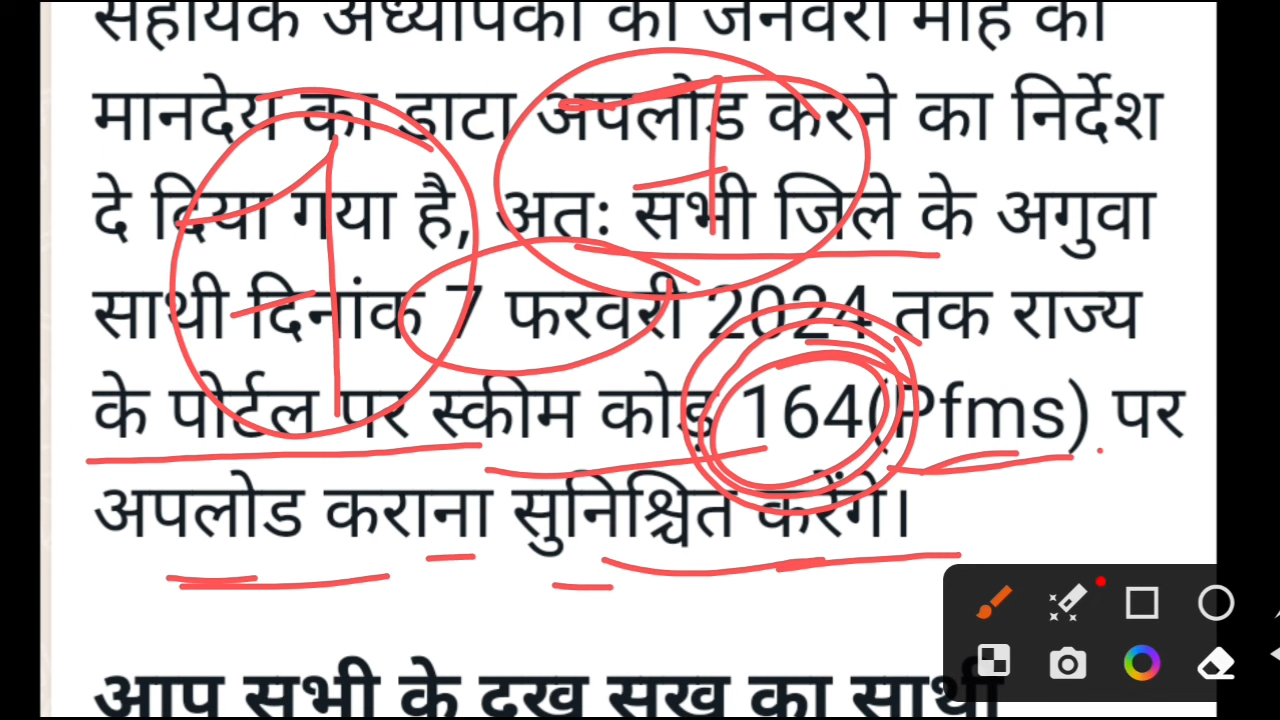 सहायक अध्यापकों का जनवरी माह का
मानदेय का डाटा अपलोड करने का निर्देश
दे दिया गया है, अतः सभी जिले के अगुवा
साथी दिनांक 7 फरवरी 2024 तक राज्य
के पोर्टल पर स्कीम कोड 164(Pfms) पर
अपलोड कराना सुनिश्चित करेंगे।
आप सभी के दुख सुख का साथी